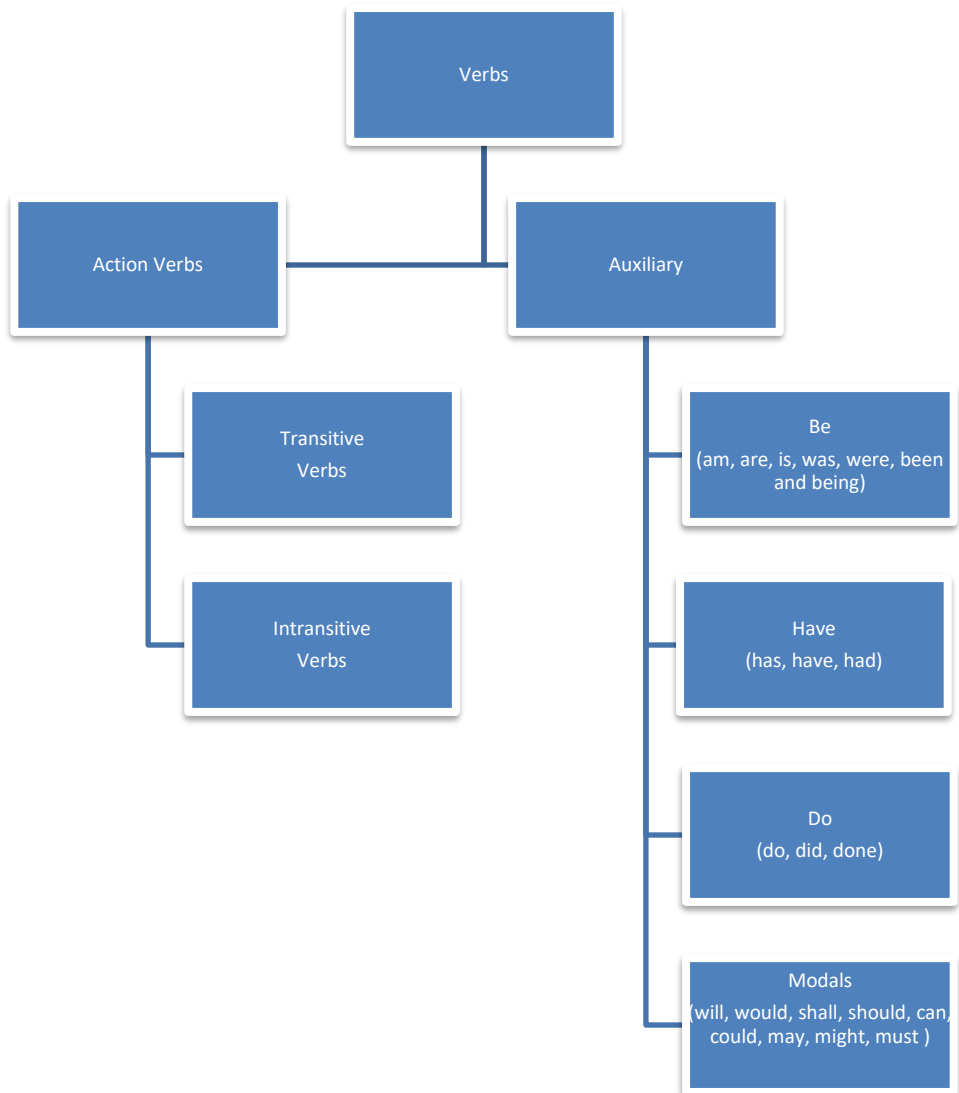 Verbs
Action Verbs
Auxiliary
Transitive
Verbs
Intransitive
Verbs
Be
(am, are, is, was, were, been
and being)
Have
(has, have, had)
Do
(do, did, done)
Modals
(will, would, shall, should, can,
could, may, might, must )